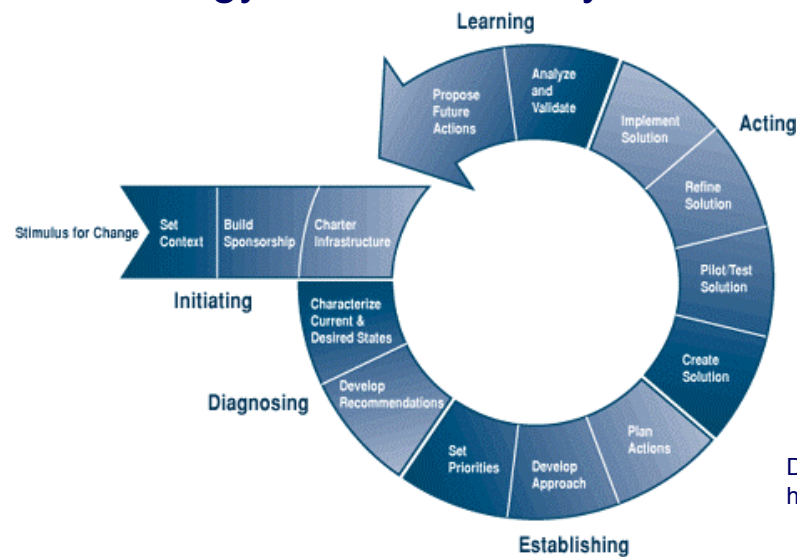 Learning
Analyze
and
Validate
Propose
Future
Actions
Implement
Solution
Acting
Refine
Solution
Stimulus for Change
Set
Context
Build
Sponsorship
Charter
Infrastructure
Pilot/Test
Solution
Initiating
Characterize
Current &
Desired States
Create
Solution
Diagnosing
Develop
Recommendations
Plan
Actions
Set
Priorities
Develop
Approach
Establishing